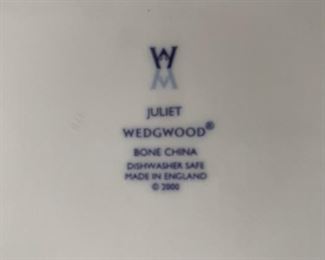 W
JULIET
WEDGWOOD®
BONE CHINA
DISHWASHER SAFE
MADE IN ENGLAND
© 2000